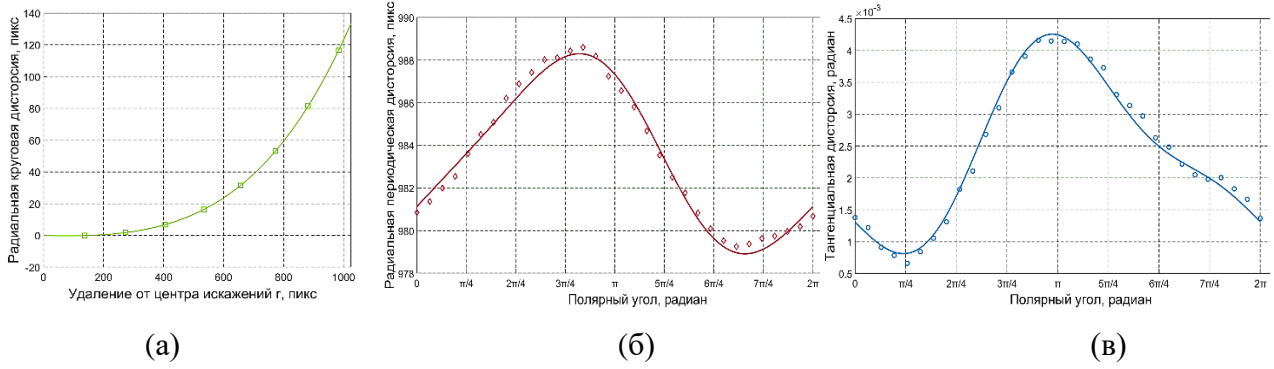 Радиальная круговая дисторсия, пикс
140
120
100
80
60
40
20
0
-20
0 200 400 600 800 1000
Удаление от центра искажений r, пикс
(а)
Радиальная периодическая дисторсия, пикс
990
988
986
984
982
980
978
0 π/4 2π/4 3π/4 π 5π/4 6π/4 7π/4 2π
Полярный угол, радиан
(б)
Тангенциальная дисторсия, радиан
×10⁻³
4.5
4
3.5
3
2.5
2
1.5
1
0.5
0 π/4 2π/4 3π/4 π 5π/4 6π/4 7π/4 2π
Полярный угол, радиан
(в)